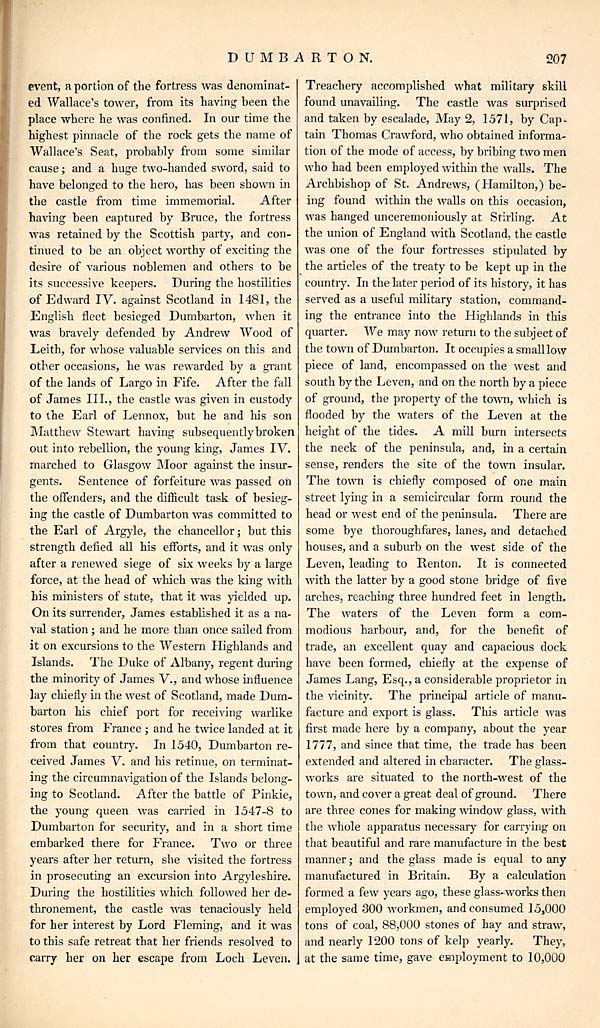 DUMBARTON. 207
event, a portion of the fortress was denominat-
ed Wallace's tower, from its having been the
place where he was confined. In our time the
highest pinnacle of the rock gets the name of
Wallace's Seat, probably from some similar
cause; and a huge two-handed sword, said to
have belonged to the hero, has been shown in
the castle from time immemorial. After
having been captured by Bruce, the fortress
was retained by the Scottish party, and con-
tinued to be an object worthy of exciting the
desire of various noblemen and others to be
its successive keepers. During the hostilities
of Edward IV. against Scotland in 1481, the
English fleet besieged Dumbarton, when it
was bravely defended by Andrew Wood of
Leith, for whose valuable services on this and
other occasions, he was rewarded by a grant
of the lands of Largo in Fife. After the fall
of James III., the castle was given in custody
to the Earl of Lennox, but he and his son
Matthew Stewart having subsequently broken
out into rebellion, the young king, James IV.
marched to Glasgow Moor against the insur-
gents. Sentence of forfeiture was passed on
the offenders, and the difficult task of besieg-
ing the castle of Dumbarton was committed to
the Earl of Argyle, the chancellor; but this
strength defied all his efforts, and it was only
after a renewed siege of six weeks by a large
force, at the head of which was the king with
his ministers of state, that it was yielded up.
On its surrender, James established it as a na-
val station; and he more than once sailed from
it on excursions to the Western Highlands and
Islands. The Duke of Albany, regent during
the minority of James V., and whose influence
lay chiefly in the west of Scotland, made Dum-
barton his chief port for receiving warlike
stores from France; and he twice landed at it
from that country. In 1540, Dumbarton re-
ceived James V. and his retinue, on terminat-
ing the circumnavigation of the Islands belong-
ing to Scotland. After the battle of Pinkie,
the young queen was carried in 1547-8 to
Dumbarton for security, and in a short time
embarked there for France. Two or three
years after her return, she visited the fortress
in prosecuting an excursion into Argyleshire.
During the hostilities which followed her de-
thronement, the castle was tenaciously held
for her interest by Lord Fleming, and it was
to this safe retreat that her friends resolved to
carry her on her escape from Loch Leven.
Treachery accomplished what military skill
found unavailing. The castle was surprised
and taken by escalade, May 2, 1571, by Cap-
tain Thomas Crawford, who obtained informa-
tion of the mode of access, by bribing two men
who had been employed within the walls. The
Archbishop of St. Andrews, (Hamilton,) be-
ing found within the walls on this occasion,
was hanged unceremoniously at Stirling. At
the union of England with Scotland, the castle
was one of the four fortresses stipulated by
the articles of the treaty to be kept up in the
country. In the later period of its history, it has
served as a useful military station, command-
ing the entrance into the Highlands in this
quarter. We may now return to the subject of
the town of Dumbarton. It occupies a small low
piece of land, encompassed on the west and
south by the Leven, and on the north by a piece
of ground, the property of the town, which is
flooded by the waters of the Leven at the
height of the tides. A mill burn intersects
the neck of the peninsula, and, in a certain
sense, renders the site of the town insular.
The town is chiefly composed of one main
street lying in a semicircular form round the
head or west end of the peninsula. There are
some bye thoroughfares, lanes, and detached
houses, and a suburb on the west side of the
Leven, leading to Renton. It is connected
with the latter by a good stone bridge of five
arches, reaching three hundred feet in length.
The waters of the Leven form a com-
modious harbour, and, for the benefit of
trade, an excellent quay and capacious dock
have been formed, chiefly at the expense of
James Lang, Esq., a considerable proprietor in
the vicinity. The principal article of manu-
facture and export is glass. This article was
first made here by a company, about the year
1777, and since that time, the trade has been
extended and altered in character. The glass-
works are situated to the north-west of the
town, and cover a great deal of ground. There
are three cones for making window glass, with
the whole apparatus necessary for carrying on
that beautiful and rare manufacture in the best
manner; and the glass made is equal to any
manufactured in Britain. By a calculation
formed a few years ago, these glass-works then
employed 300 workmen, and consumed 15,000
tons of coal, 88,000 stones of hay and straw,
and nearly 1200 tons of kelp yearly. They,
at the same time, gave employment to 10,000